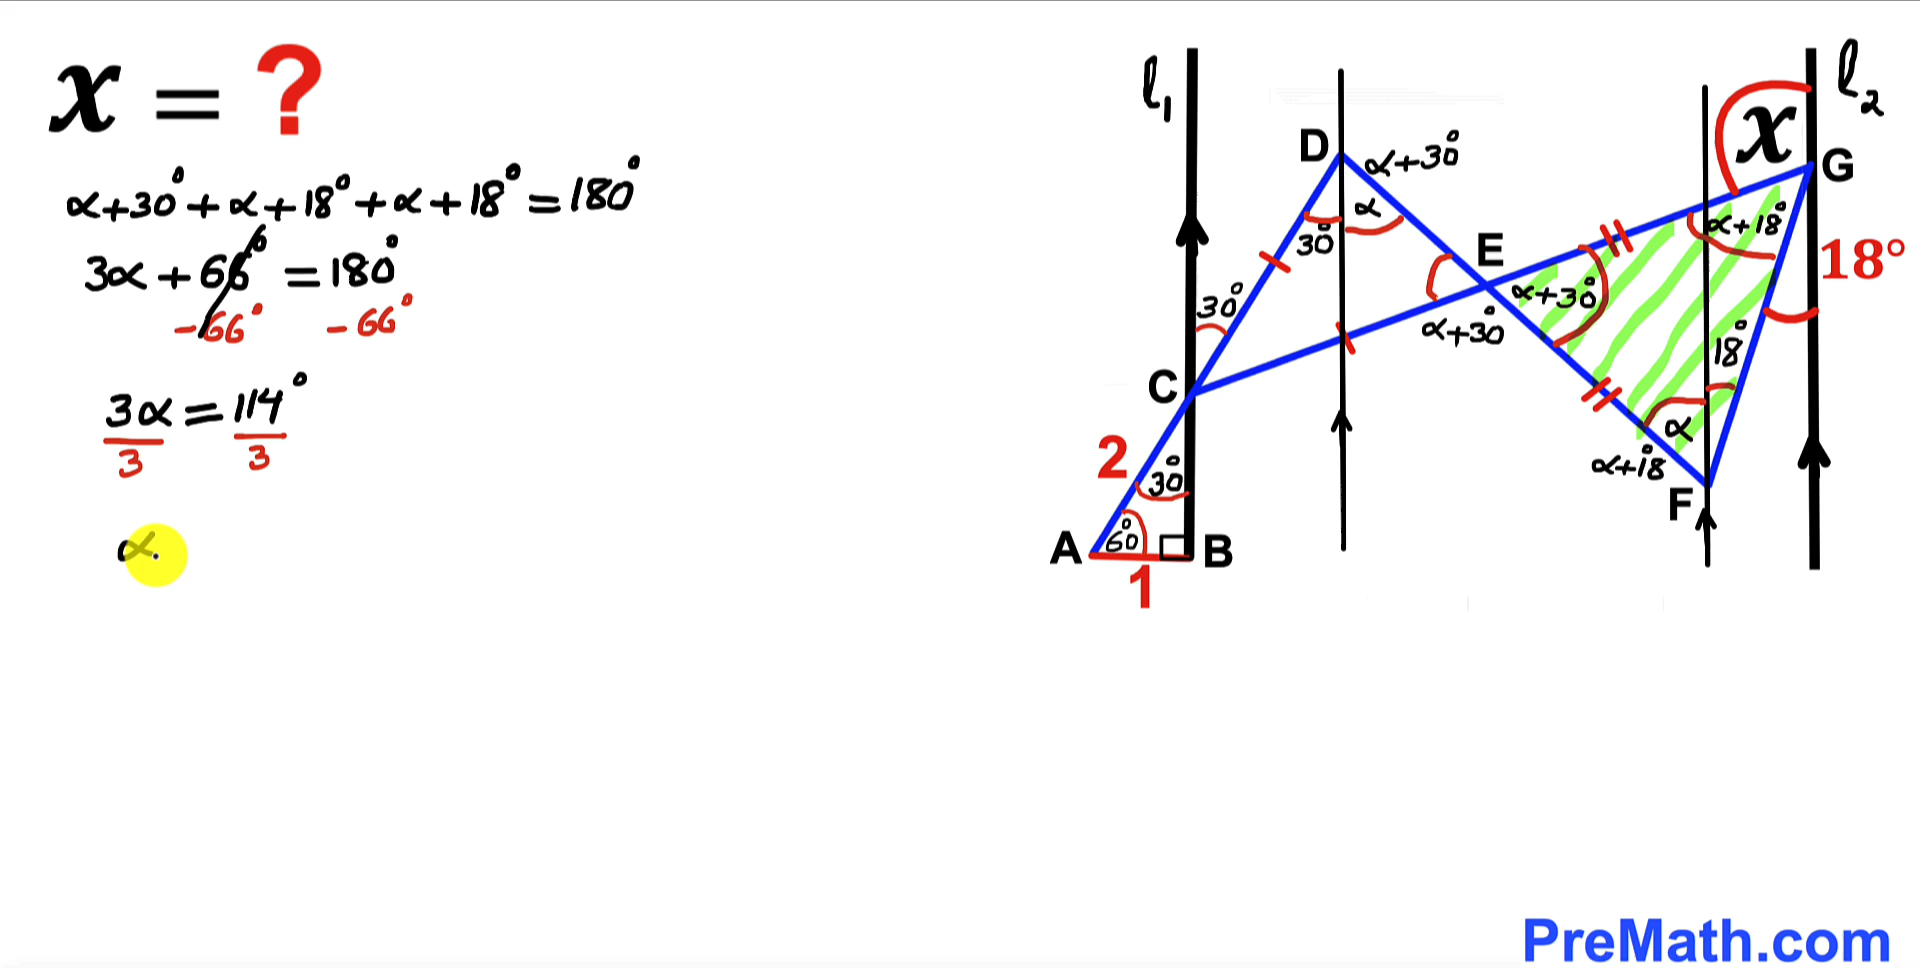 x = ?
α+30°+α+18°+α+18°=180°
3α+66°=180°
-66° -66°
3α=114°
3 3
α
l₁
l₂
D
α+30°
x
G
α
30°
E
α+18°
18°
30°
α+30°
α+30°
18°
C
α
2
30°
α+18
F
A
60°
B
1
PreMath.com